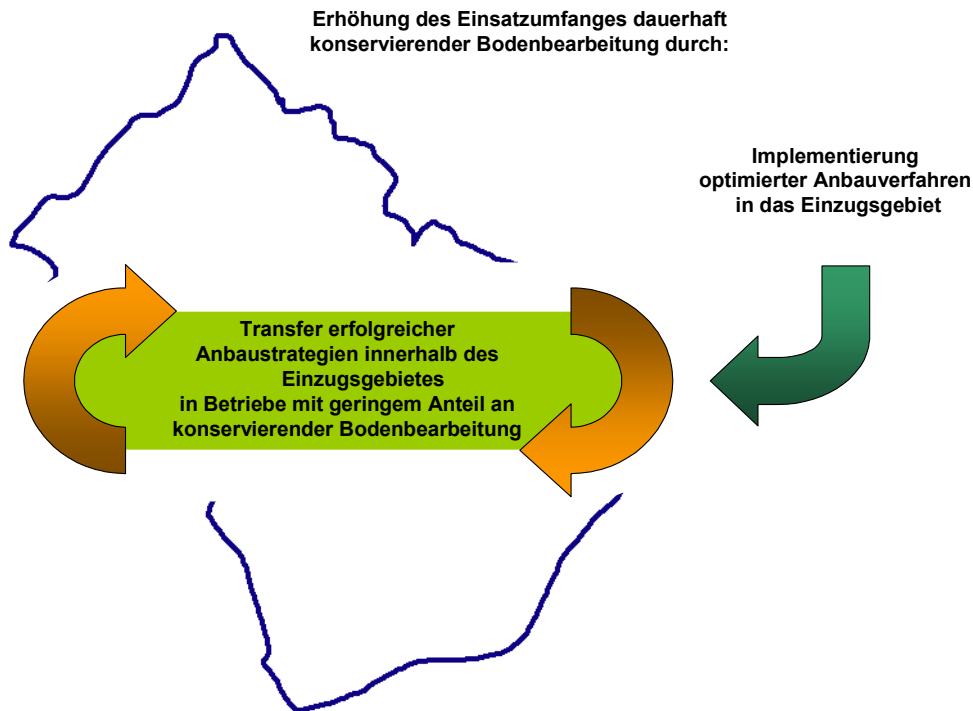 Erhöhung des Einsatzumfanges dauerhaft
konservierender Bodenbearbeitung durch:
Implementierung
optimierter Anbauverfahren
in das Einzugsgebiet
Transfer erfolgreicher
Anbaustrategien innerhalb des
Einzugsgebietes
in Betriebe mit geringem Anteil an
konservierender Bodenbearbeitung